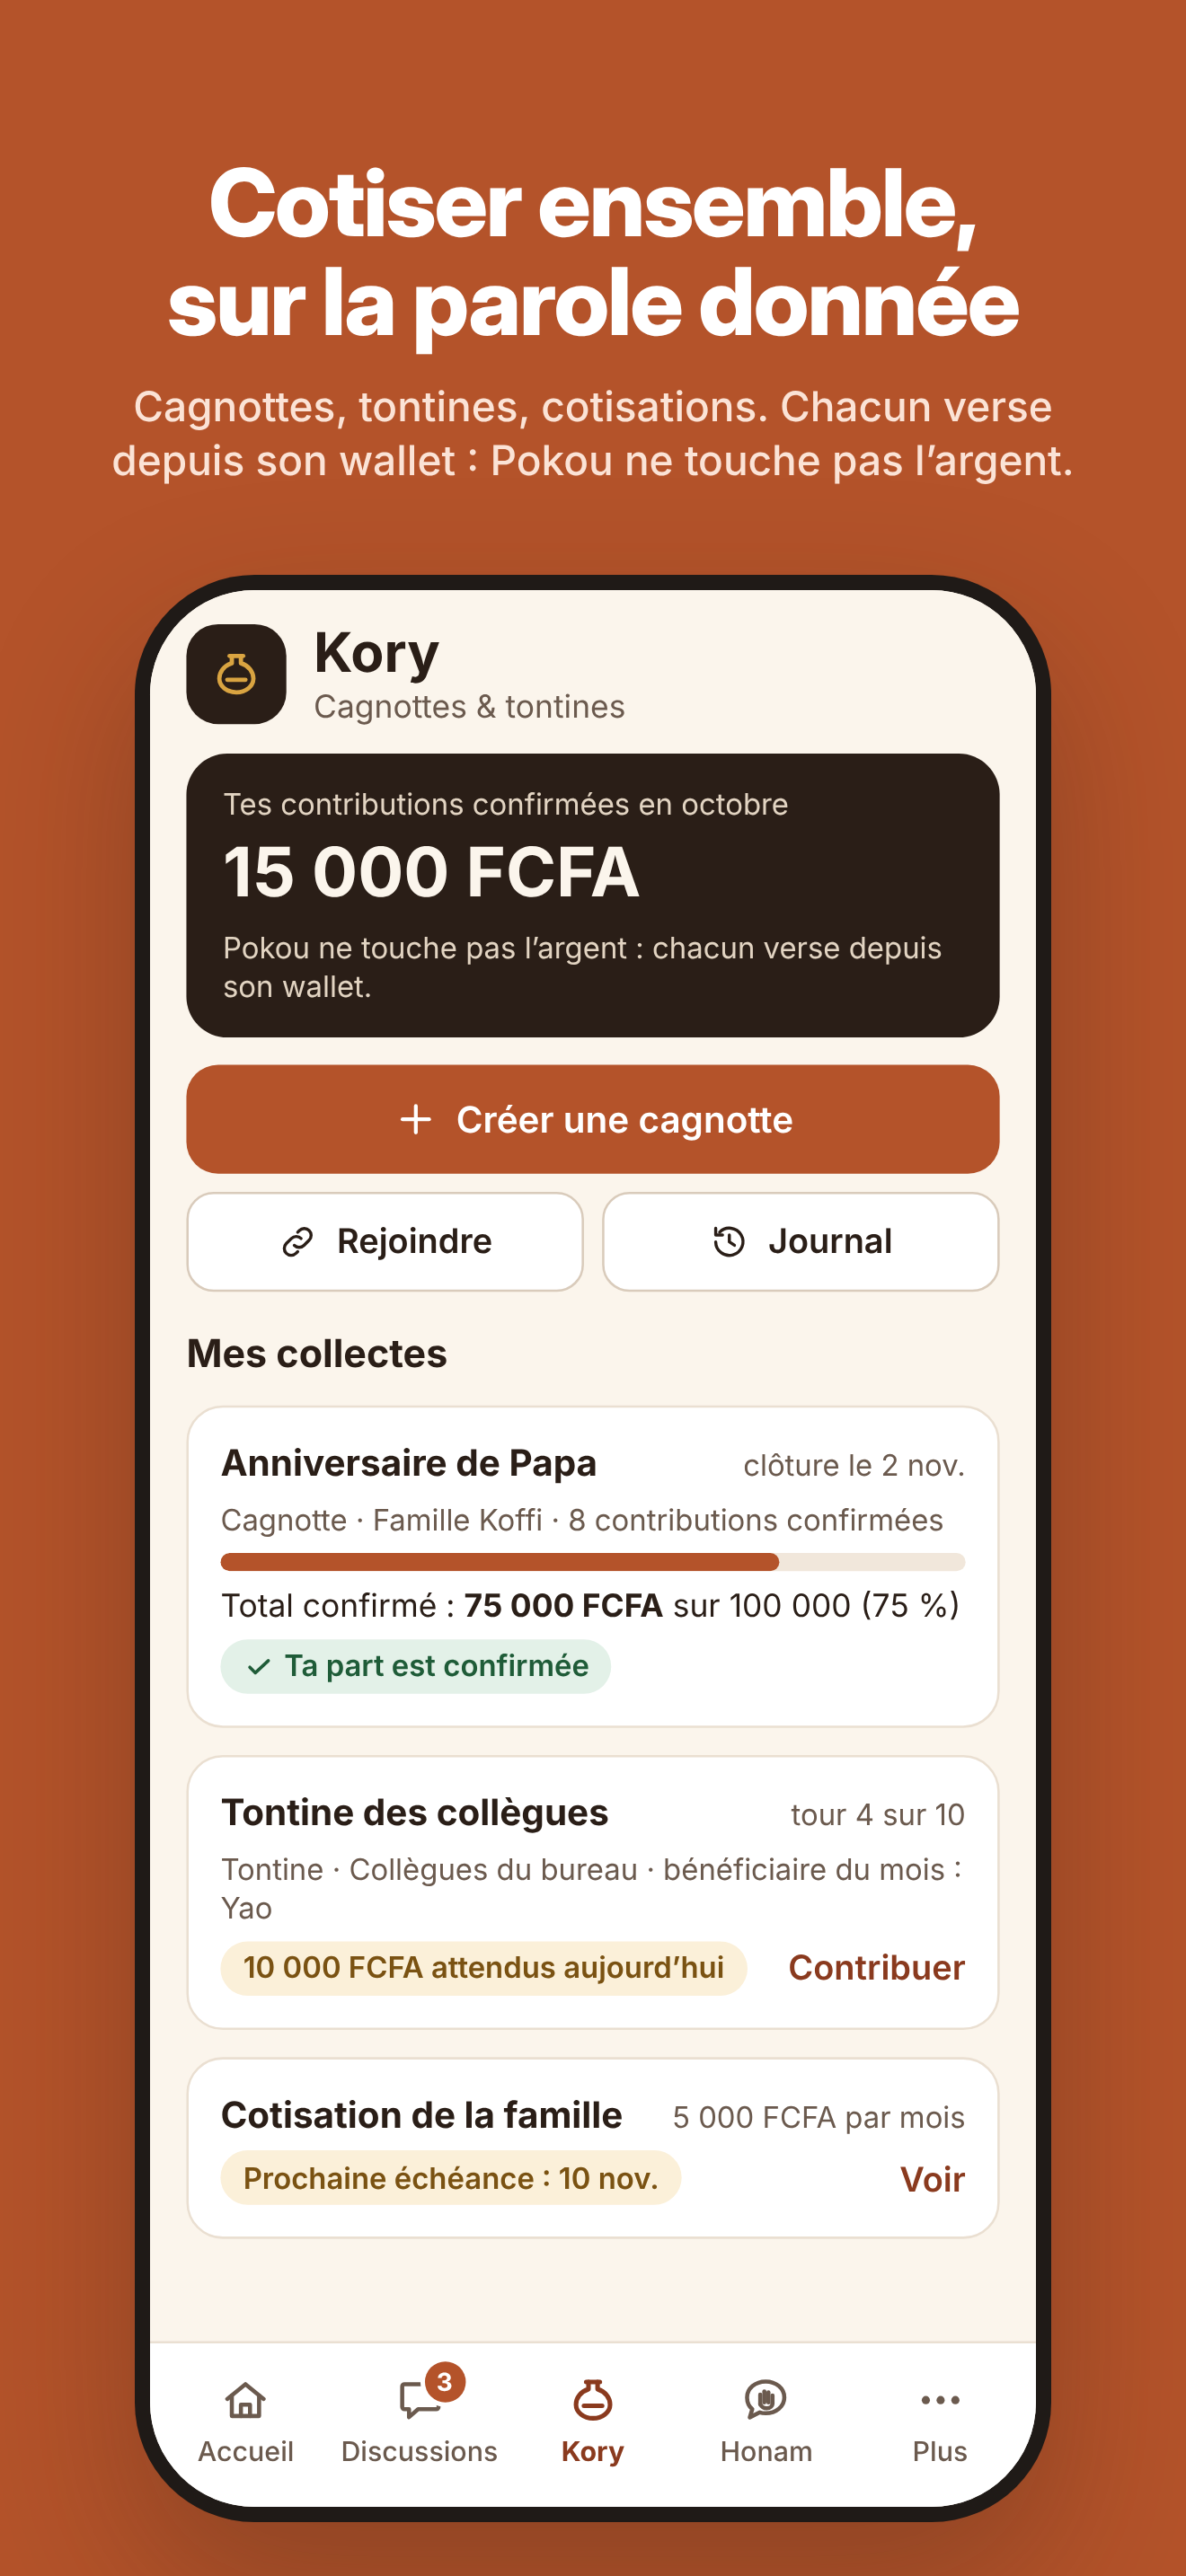 Cotiser ensemble,
sur la parole donnée
Cagnottes, tontines, cotisations. Chacun verse
depuis son wallet : Pokou ne touche pas l’argent.
Kory
Cagnottes & tontines
Tes contributions confirmées en octobre
15 000 FCFA
Pokou ne touche pas l’argent : chacun verse depuis
son wallet.
Créer une cagnotte
Rejoindre
Journal
Mes collectes
Anniversaire de Papa
clôture le 2 nov.
Cagnotte · Famille Koffi · 8 contributions confirmées
Total confirmé : 75 000 FCFA sur 100 000 (75 %)
Ta part est confirmée
Tontine des collègues
tour 4 sur 10
Tontine · Collègues du bureau · bénéficiaire du mois :
Yao
10 000 FCFA attendus aujourd’hui
Contribuer
Cotisation de la famille
5 000 FCFA par mois
Prochaine échéance : 10 nov.
Voir
3
Accueil
Discussions
Kory
Honam
Plus